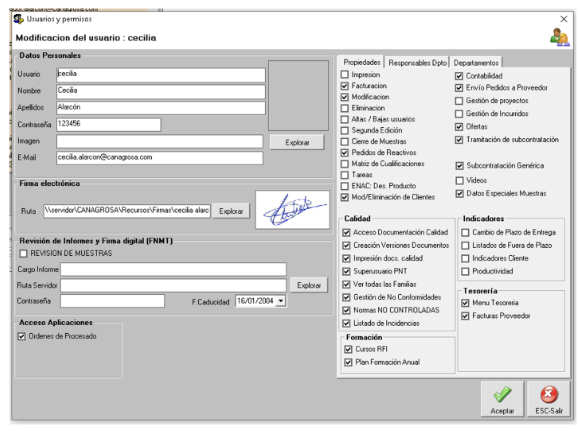 Usuarios y permisos
Modificacion del usuario : cecilia
Datos Personales
Usuario cecilia
Nombre Cecilia
Apellidos Alarcón
Contraseña 123456
Imagen Explorar
E-Mail cecilia.alarcon@canagrosa.com
Firma electrónica
Ruta \\servidor\CANAGROSA\Recursos\Firmas\cecilia alarc Explorar
Revisión de Informes y Firma digital (FNMT)
REVISION DE MUESTRAS
Cargo Informe
Ruta Servidor Explorar
Contraseña F.Caducidad 16/01/2004
Acceso Aplicaciones
Ordenes de Procesado
Propiedades Responsables Dpto Departamentos
Impresion
Facturacion
Modificacion
Eliminacion
Altas / Bajas usuarios
Segunda Edición
Cierre de Muestras
Pedidos de Reactivos
Matriz de Cualificaciones
Tareas
ENAC: Des. Producto
Mod/Eliminación de Clientes
Contabilidad
Envío Pedidos a Proveedor
Gestión de proyectos
Gestión de Incurridos
Ofertas
Tramitación de subcontratación
Subcontratación Genérica
Vídeos
Datos Especiales Muestras
Calidad
Acceso Documentación Calidad
Creación Versiones Documentos
Impresión docs. calidad
Superusuario PNT
Ver todas las Familias
Gestión de No Conformidades
Normas NO CONTROLADAS
Listado de Incidencias
Formación
Cursos RFI
Plan Formación Anual
Indicadores
Cambio de Plazo de Entrega
Listados de Fuera de Plazo
Indicadores Cliente
Productividad
Tesorería
Menu Tesoreria
Facturas Proveedor
Aceptar ESC-Salir